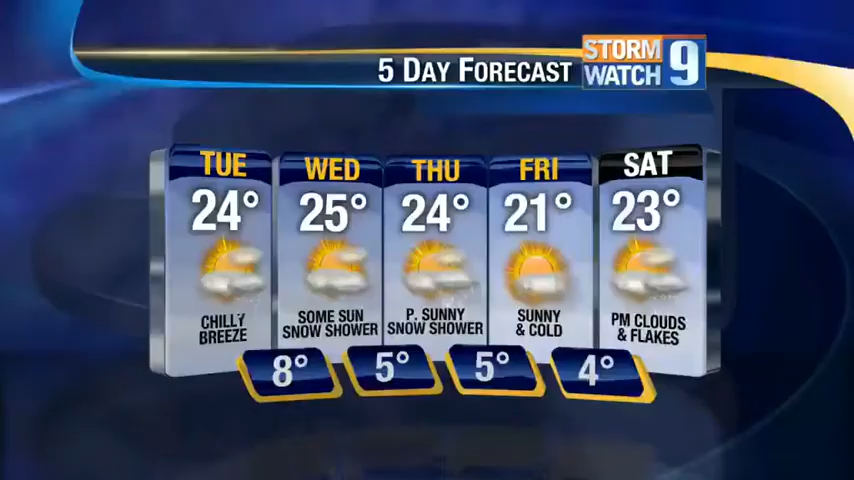 5 DAY FORECAST
STORM
WATCH 9
TUE
24°
CHILLY
BREEZE
WED
25°
SOME SUN
SNOW SHOWER
THU
24°
P. SUNNY
SNOW SHOWER
FRI
21°
SUNNY
& COLD
SAT
23°
PM CLOUDS
& FLAKES
8°
5°
5°
4°